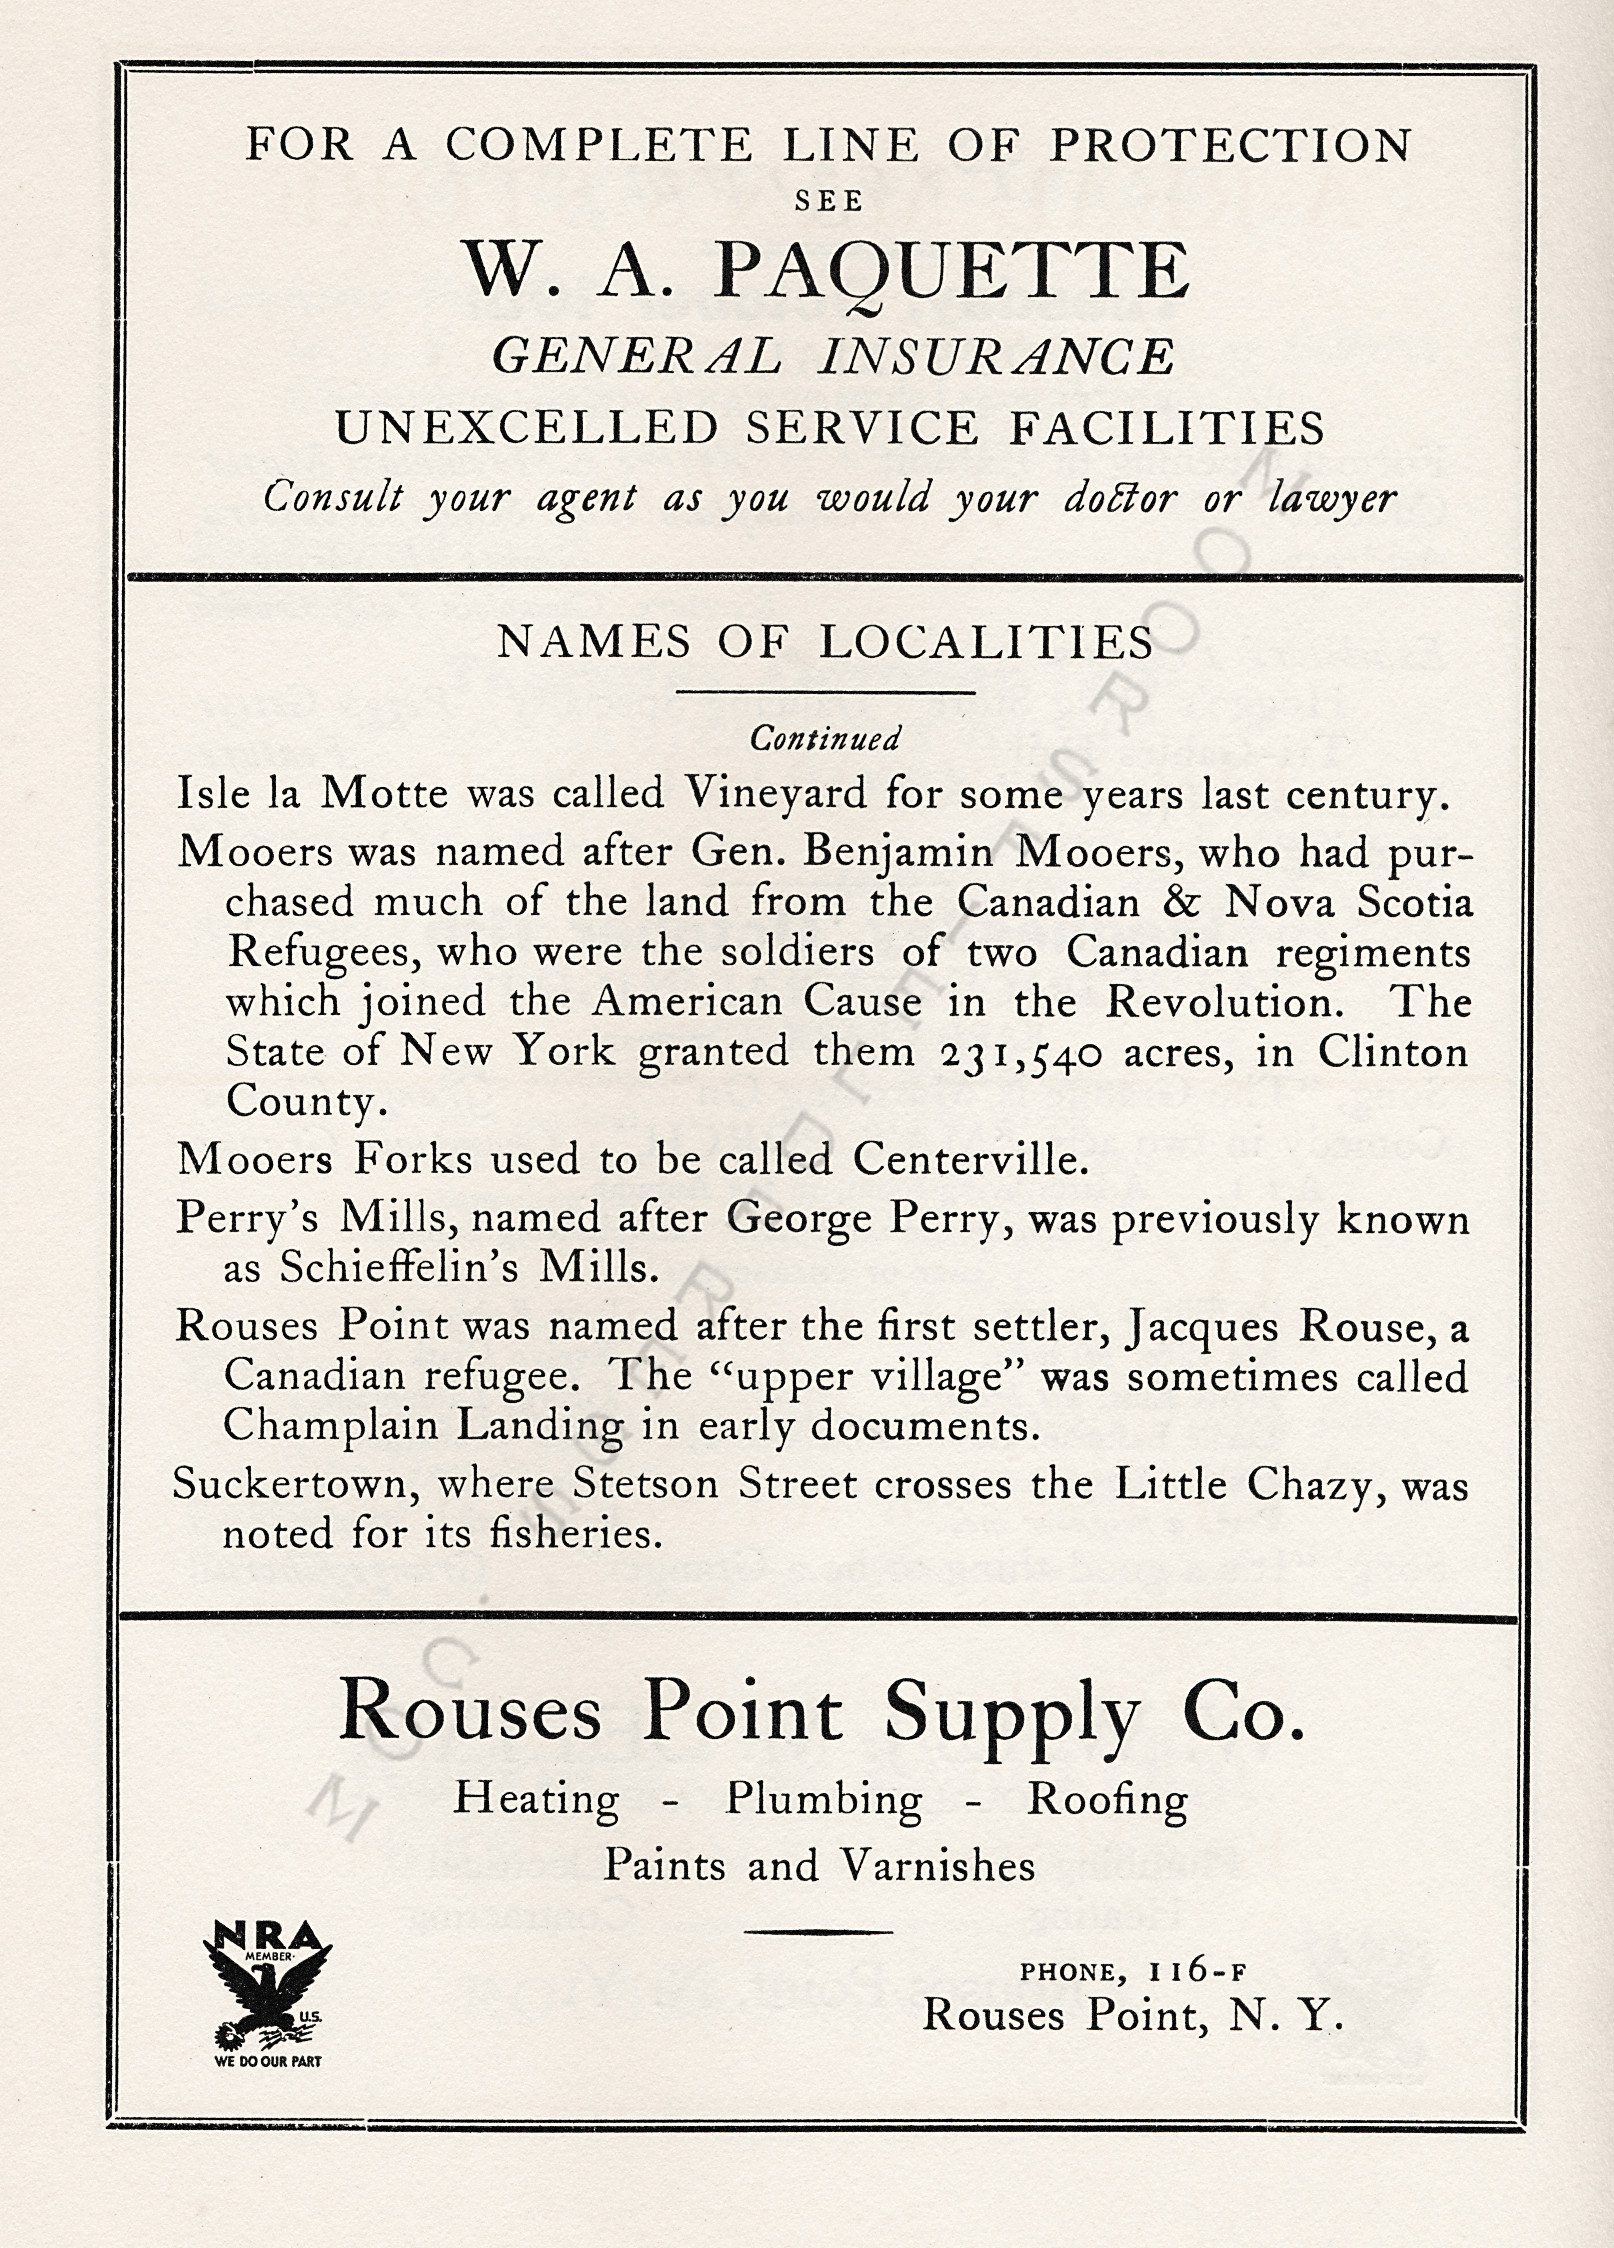 FOR A COMPLETE LINE OF PROTECTION
SEE
W. A. PAQUETTE
GENERAL INSURANCE
UNEXCELLED SERVICE FACILITIES
Consult your agent as you would your doctor or lawyer
NAMES OF LOCALITIES
Continued
Isle la Motte was called Vineyard for some years last century.
Mooers was named after Gen. Benjamin Mooers, who had pur-
chased much of the land from the Canadian & Nova Scotia
Refugees, who were the soldiers of two Canadian regiments
which joined the American Cause in the Revolution. The
State of New York granted them 231,540 acres, in Clinton
County.
Mooers Forks used to be called Centerville.
Perry's Mills, named after George Perry, was previously known
as Schieffelin's Mills.
Rouses Point was named after the first settler, Jacques Rouse, a
Canadian refugee. The “upper village” was sometimes called
Champlain Landing in early documents.
Suckertown, where Stetson Street crosses the Little Chazy, was
noted for its fisheries.
Rouses Point Supply Co.
Heating - Plumbing - Roofing
Paints and Varnishes
NRA
MEMBER
U.S.
WE DO OUR PART
PHONE, 116-F
Rouses Point, N. Y.